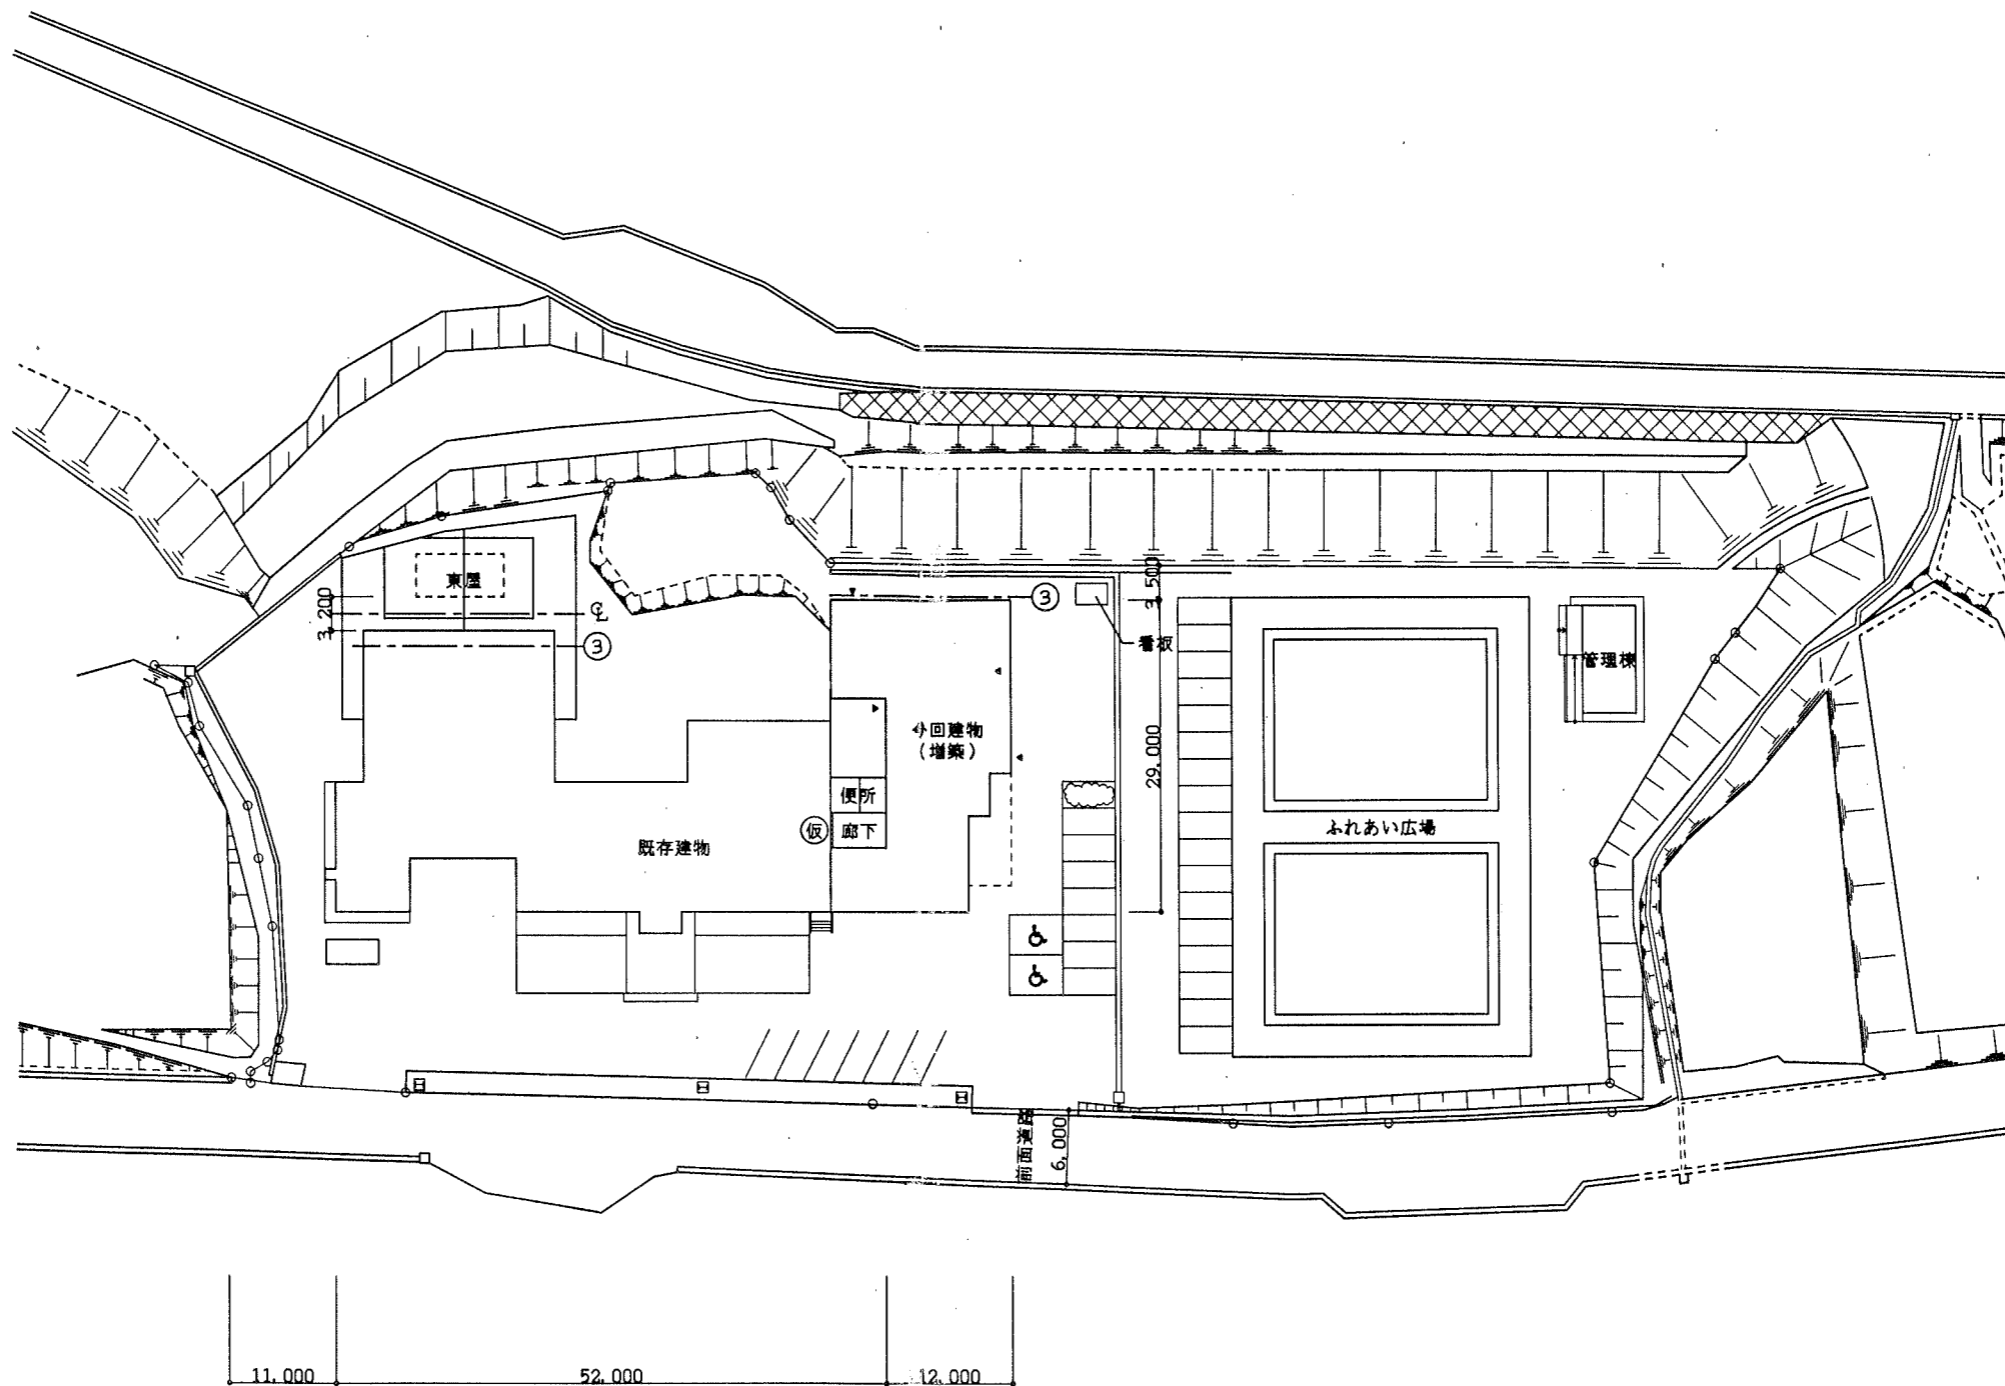 東屋
3,200
℄
③
③
3,500
看板
管理棟
今回建物
(増築)
29,000
便所
仮
廊下
既存建物
ふれあい広場
前面道路
6,000
11,000
52,000
12,000